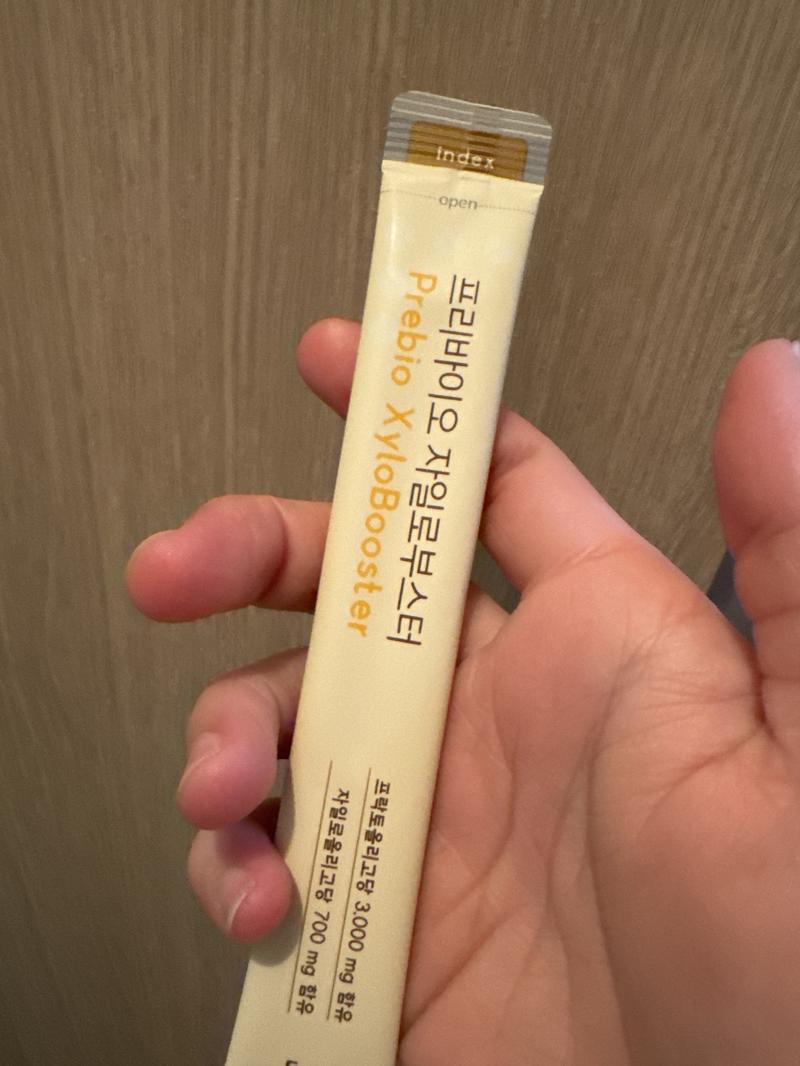 index
open
프리바이오 자일로부스터
Prebio XyloBooster
프락토올리고당 3,000 mg 함유
자일로올리고당 700 mg 함유